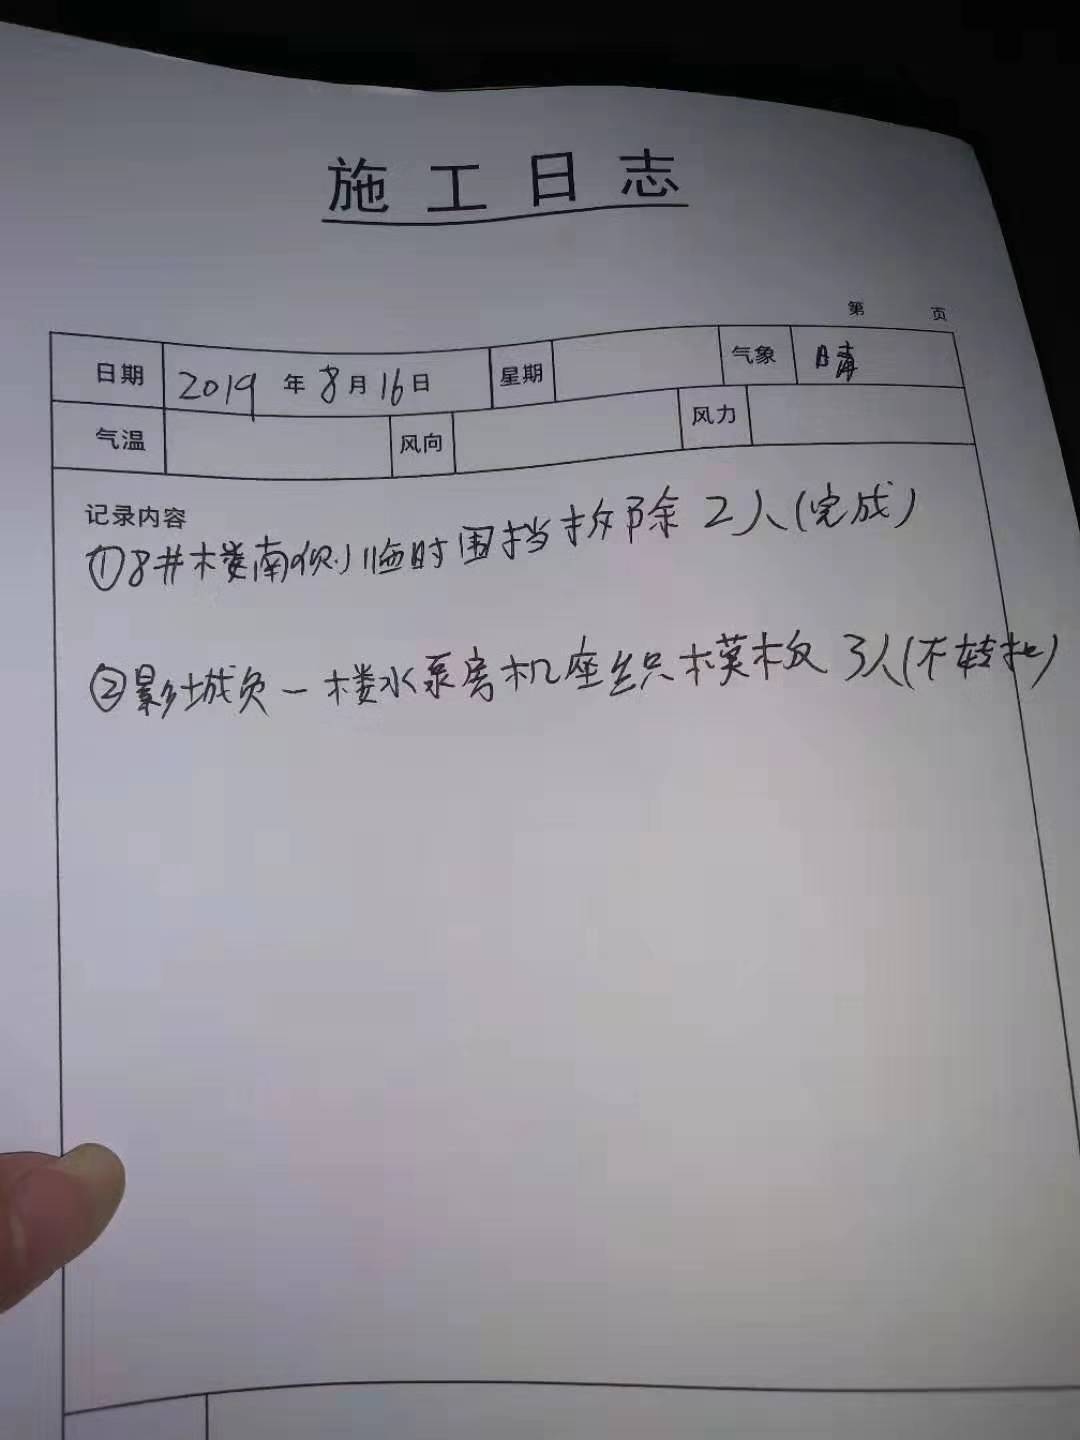 施工日志
第 页
日期 2019 年 8 月 16 日 星期 气象 晴
气温 风向 风力
记录内容
①8#楼南侧临时围挡拆除 2人(完成)
②影城负一楼水泵房机座织模板 3人(木转扣)